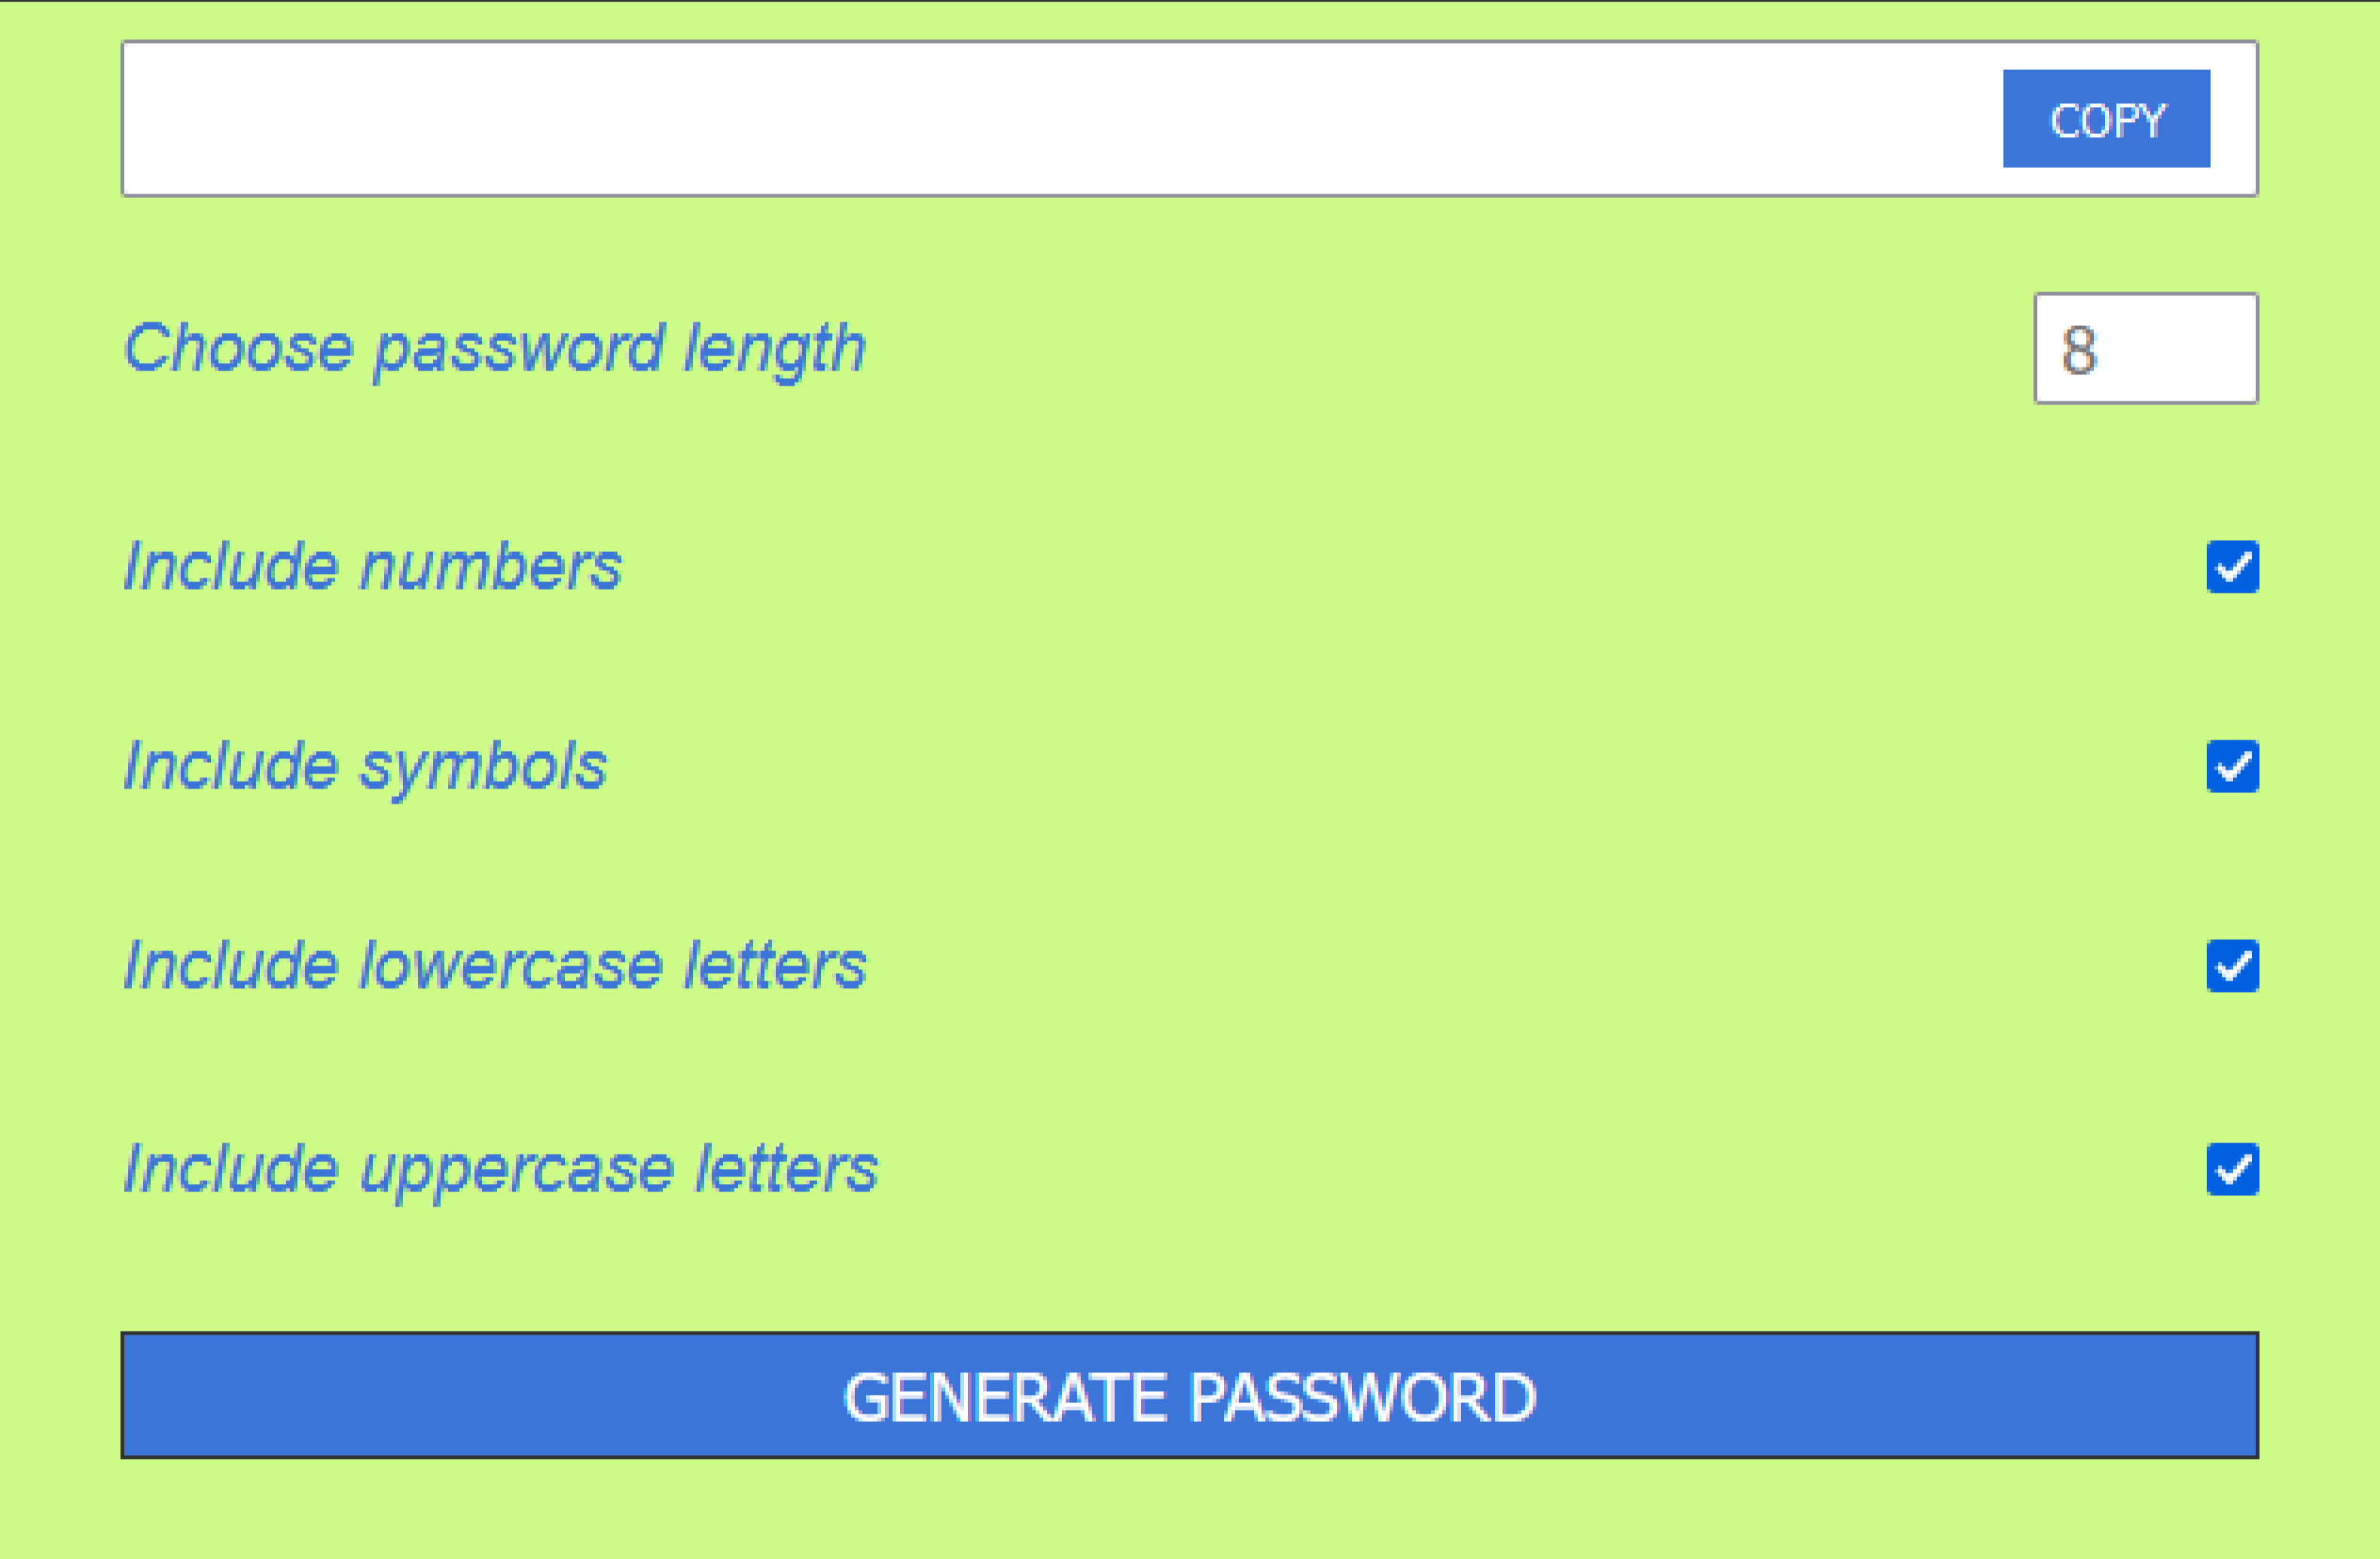 COPY
Choose password length
8
Include numbers
Include symbols
Include lowercase letters
Include uppercase letters
GENERATE PASSWORD